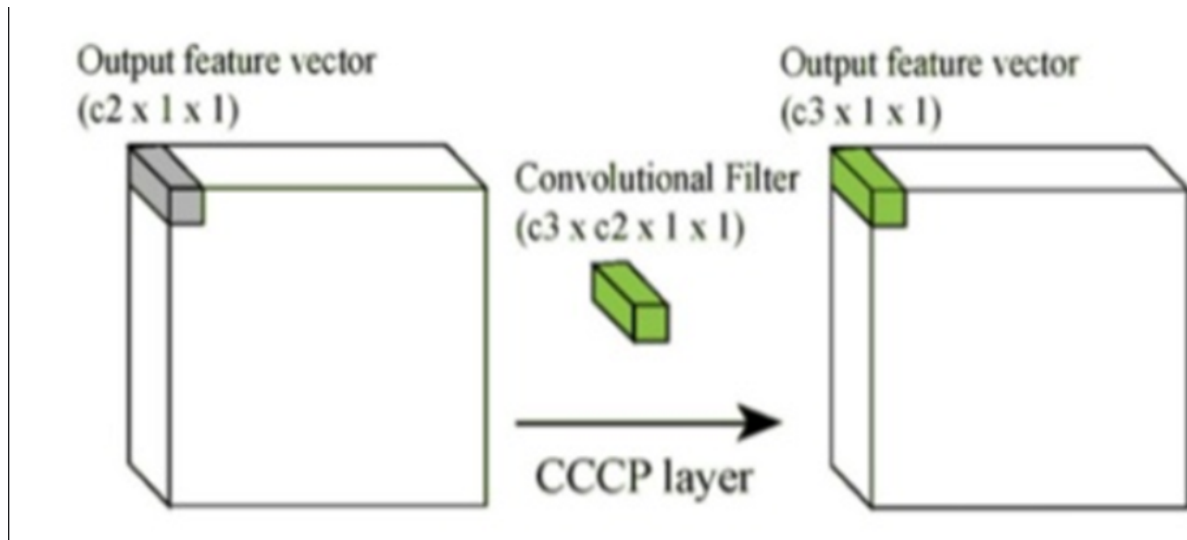 Output feature vector
(c2 x 1 x 1)
Convolutional Filter
(c3 x c2 x 1 x 1)
CCCP layer
Output feature vector
(c3 x 1 x 1)